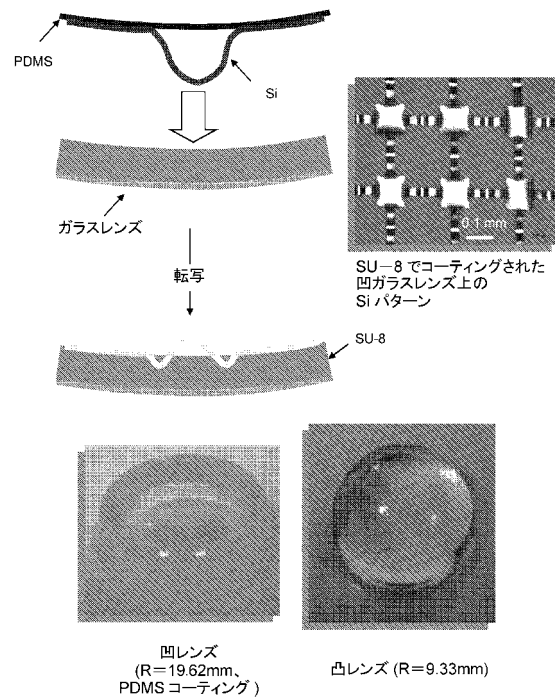 PDMS
Si
ガラスレンズ
0.1 mm
SU－8 でコーティングされた
凹ガラスレンズ上の
Si パターン
転写
SU-8
凹レンズ
(R＝19.62mm、
PDMS コーティング )
凸レンズ (R＝9.33mm)